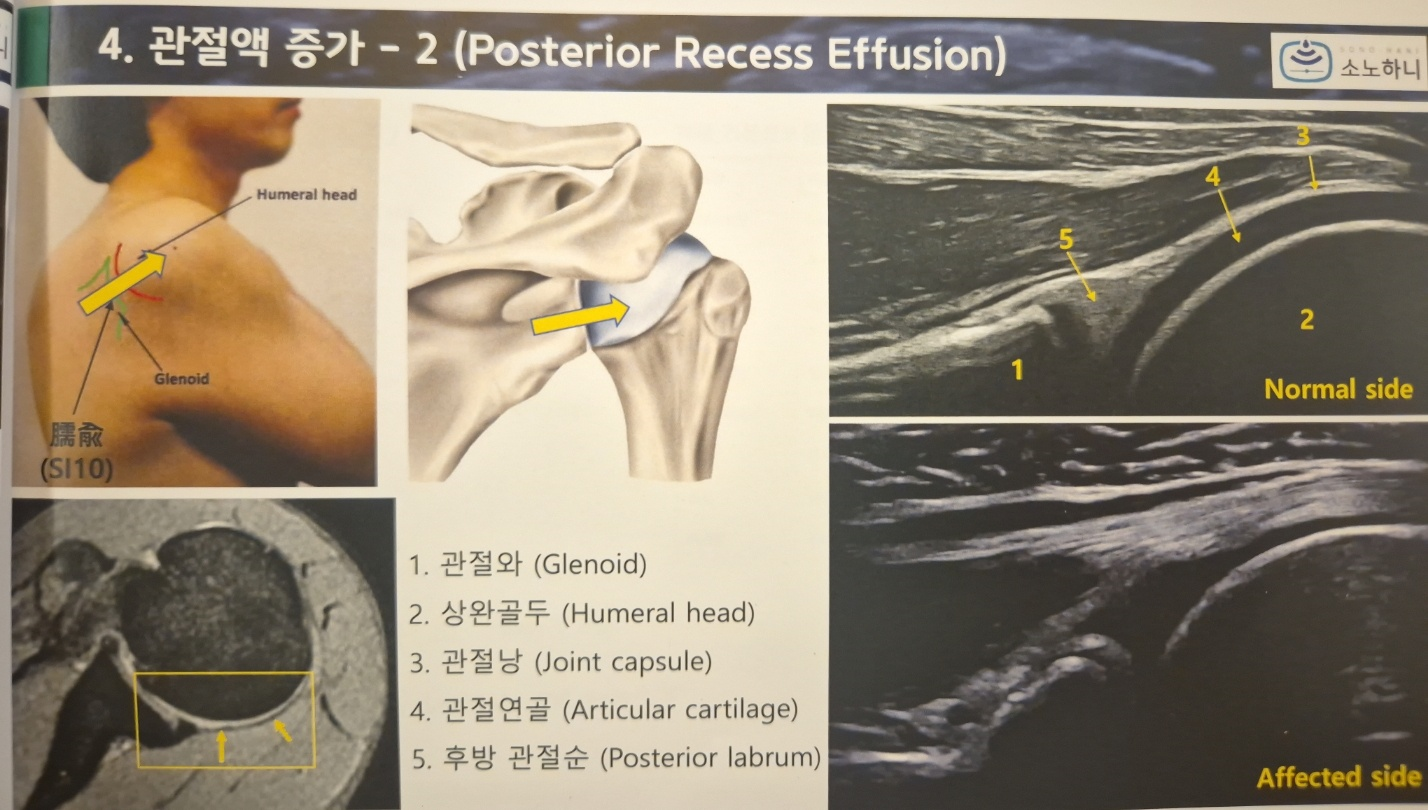 4. 관절액 증가 - 2 (Posterior Recess Effusion)
SONO HANI
소노하니
Humeral head
Glenoid
臑兪
(SI10)
1. 관절와 (Glenoid)
2. 상완골두 (Humeral head)
3. 관절낭 (Joint capsule)
4. 관절연골 (Articular cartilage)
5. 후방 관절순 (Posterior labrum)
3
4
5
2
1
Normal side
Affected side